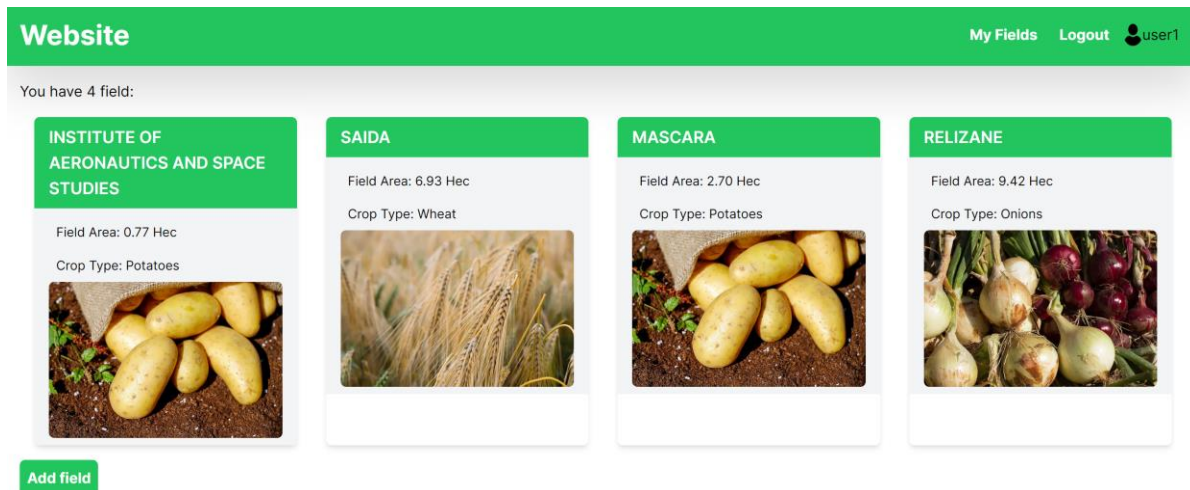 Website
My Fields Logout user1
You have 4 field:
INSTITUTE OF
AERONAUTICS AND SPACE
STUDIES
Field Area: 0.77 Hec
Crop Type: Potatoes
SAIDA
Field Area: 6.93 Hec
Crop Type: Wheat
MASCARA
Field Area: 2.70 Hec
Crop Type: Potatoes
RELIZANE
Field Area: 9.42 Hec
Crop Type: Onions
Add field